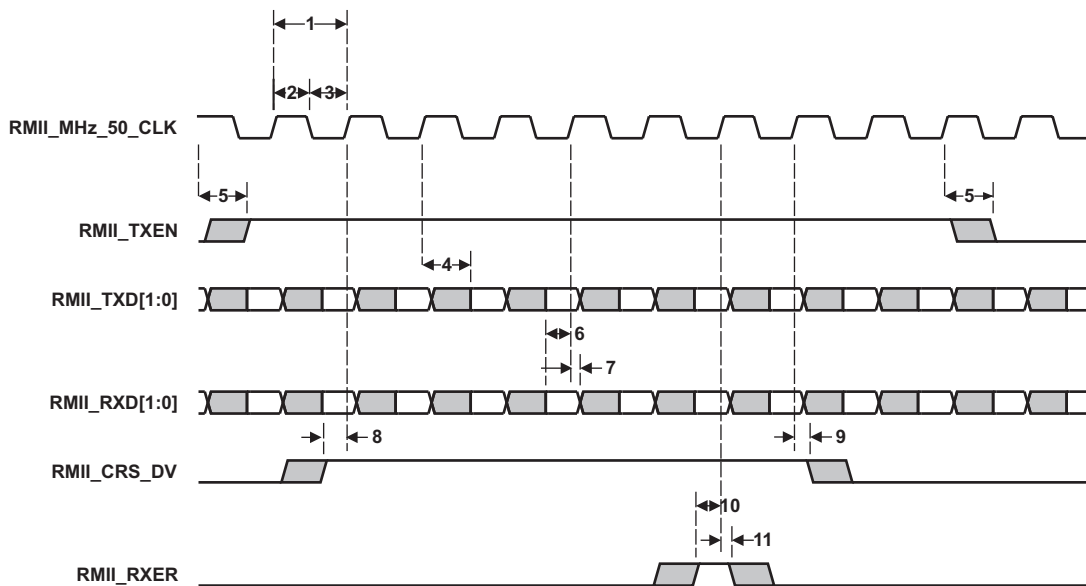 1
2 3
RMII_MHz_50_CLK
5 5
RMII_TXEN
4
RMII_TXD[1:0]
6
7
RMII_RXD[1:0]
8 9
RMII_CRS_DV
10
11
RMII_RXER